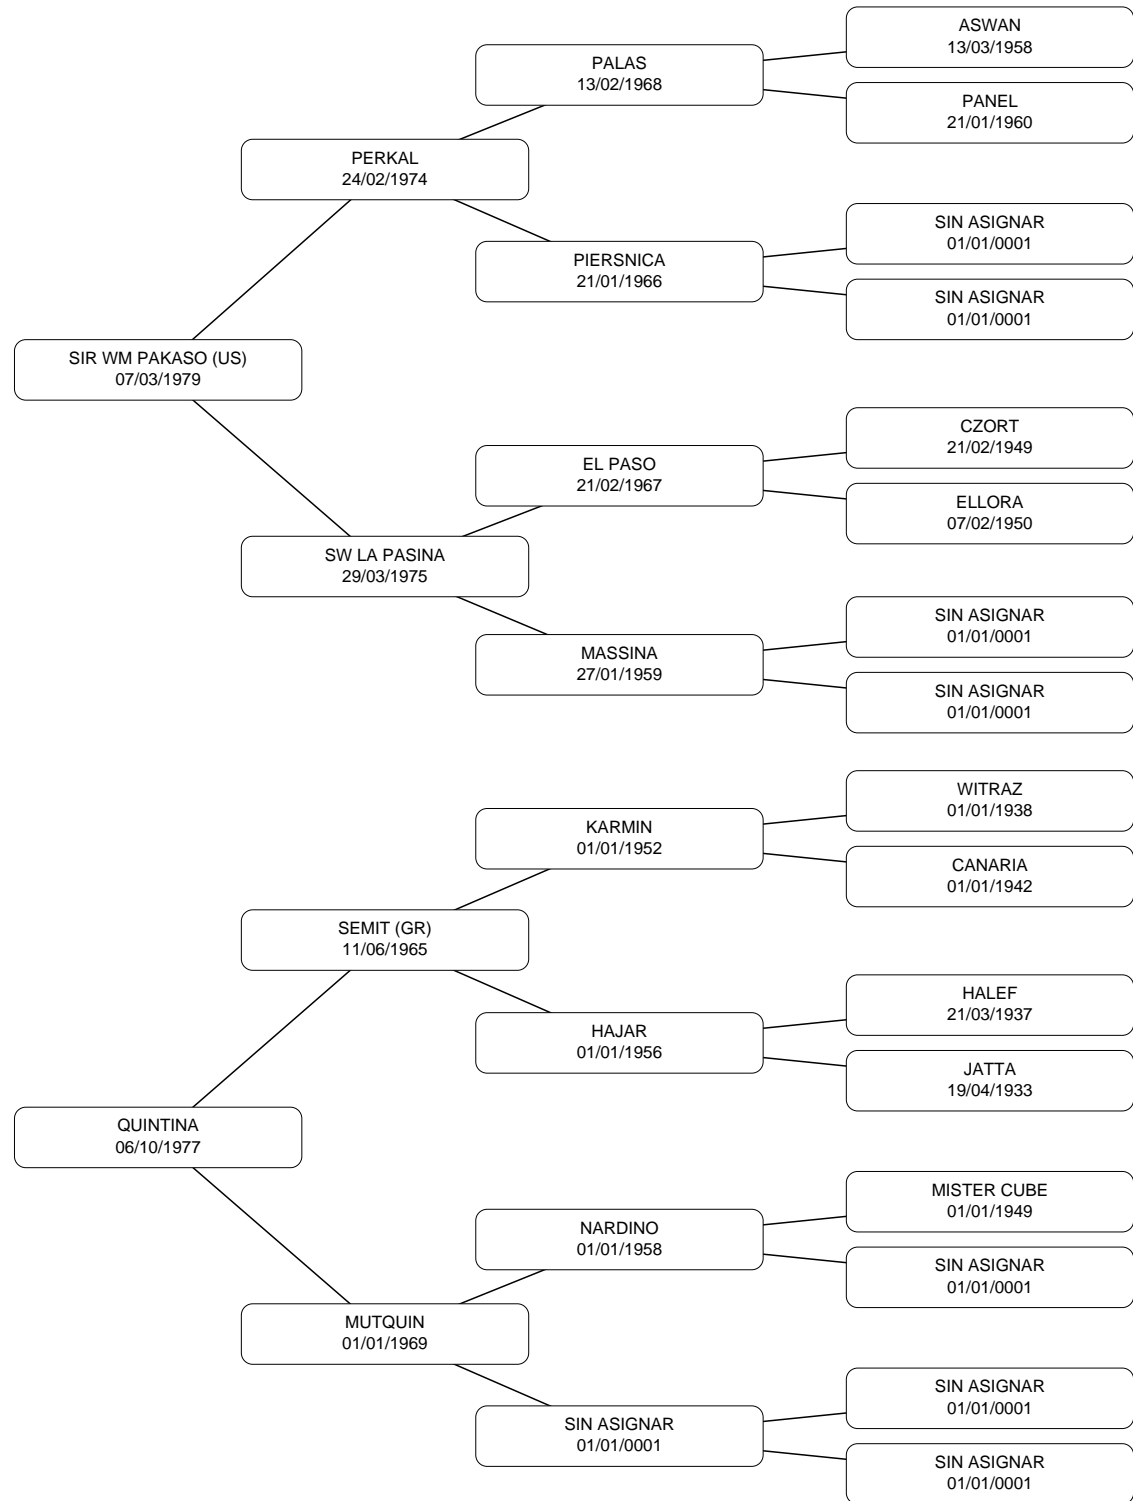 ASWAN
13/03/1958
PALAS
13/02/1968
PANEL
21/01/1960
PERKAL
24/02/1974
SIN ASIGNAR
01/01/0001
PIERSNICA
21/01/1966
SIN ASIGNAR
01/01/0001
SIR WM PAKASO (US)
07/03/1979
CZORT
21/02/1949
EL PASO
21/02/1967
ELLORA
07/02/1950
SW LA PASINA
29/03/1975
SIN ASIGNAR
01/01/0001
MASSINA
27/01/1959
SIN ASIGNAR
01/01/0001
WITRAZ
01/01/1938
KARMIN
01/01/1952
CANARIA
01/01/1942
SEMIT (GR)
11/06/1965
HALEF
21/03/1937
HAJAR
01/01/1956
JATTA
19/04/1933
QUINTINA
06/10/1977
MISTER CUBE
01/01/1949
NARDINO
01/01/1958
SIN ASIGNAR
01/01/0001
MUTQUIN
01/01/1969
SIN ASIGNAR
01/01/0001
SIN ASIGNAR
01/01/0001
SIN ASIGNAR
01/01/0001